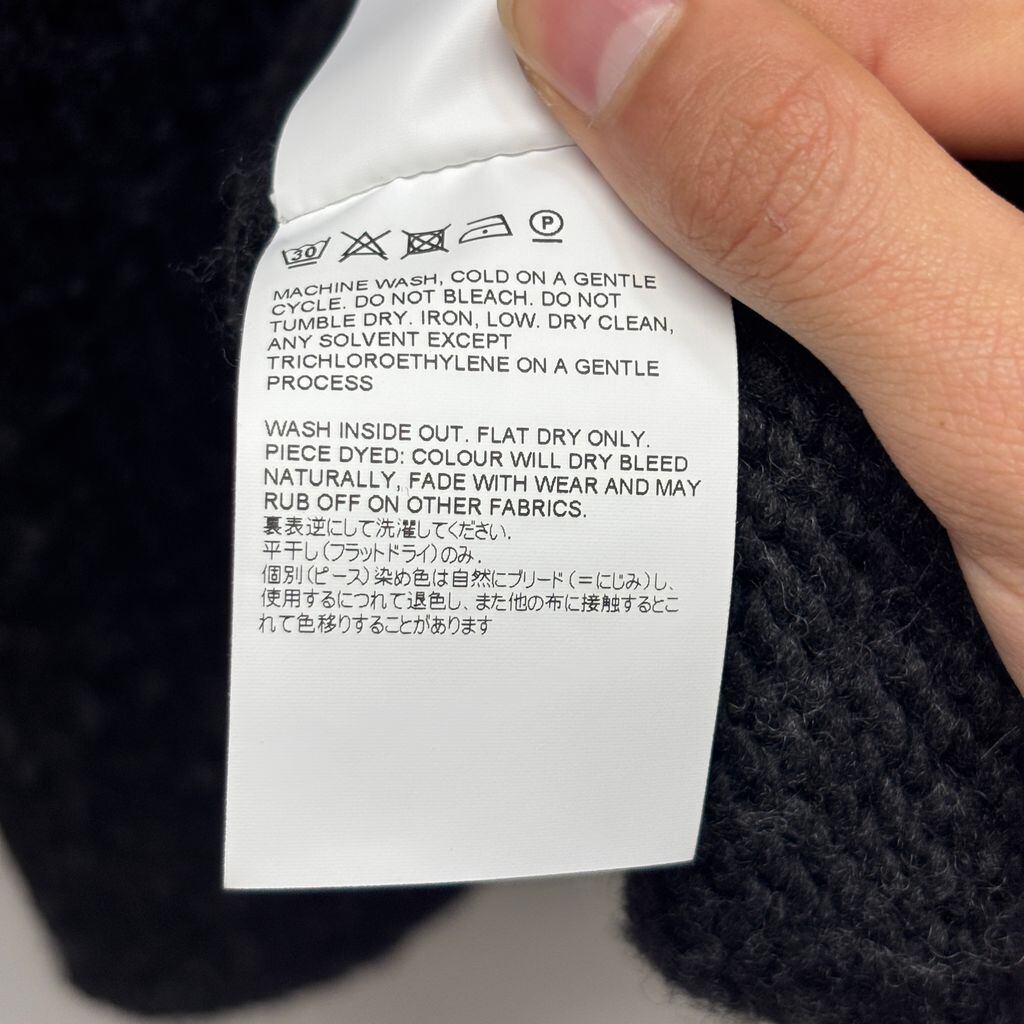 30 P
MACHINE WASH, COLD ON A GENTLE
CYCLE. DO NOT BLEACH. DO NOT
TUMBLE DRY. IRON, LOW. DRY CLEAN,
ANY SOLVENT EXCEPT
TRICHLOROETHYLENE ON A GENTLE
PROCESS
WASH INSIDE OUT. FLAT DRY ONLY.
PIECE DYED: COLOUR WILL DRY BLEED
NATURALLY, FADE WITH WEAR AND MAY
RUB OFF ON OTHER FABRICS.
裏表逆にして洗濯してください.
平干し(フラットドライ)のみ.
個別(ピース)染め色は自然にブリード(=にじみ)し、
使用するにつれて退色し、また他の布に接触するとこ
れて色移りすることがあります